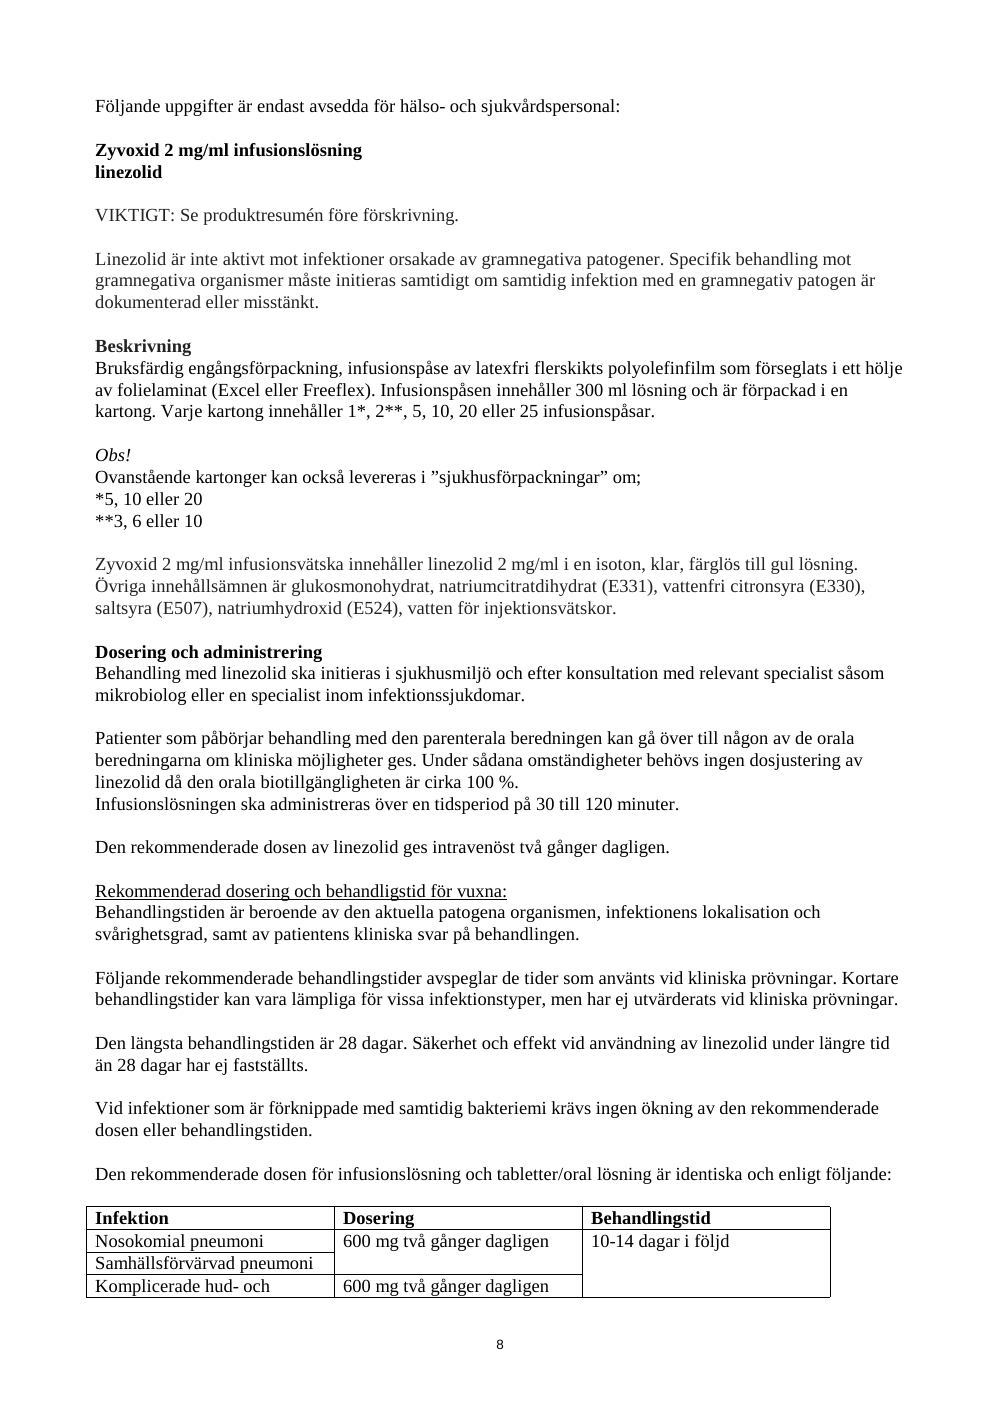 Följande uppgifter är endast avsedda för hälso- och sjukvårdspersonal:
Zyvoxid 2 mg/ml infusionslösning
linezolid
VIKTIGT: Se produktresumén före förskrivning.
Linezolid är inte aktivt mot infektioner orsakade av gramnegativa patogener. Specifik behandling mot
gramnegativa organismer måste initieras samtidigt om samtidig infektion med en gramnegativ patogen är
dokumenterad eller misstänkt.
Beskrivning
Bruksfärdig engångsförpackning, infusionspåse av latexfri flerskikts polyolefinfilm som förseglats i ett hölje
av folielaminat (Excel eller Freeflex). Infusionspåsen innehåller 300 ml lösning och är förpackad i en
kartong. Varje kartong innehåller 1*, 2**, 5, 10, 20 eller 25 infusionspåsar.
Obs!
Ovanstående kartonger kan också levereras i ”sjukhusförpackningar” om;
*5, 10 eller 20
**3, 6 eller 10
Zyvoxid 2 mg/ml infusionsvätska innehåller linezolid 2 mg/ml i en isoton, klar, färglös till gul lösning.
Övriga innehållsämnen är glukosmonohydrat, natriumcitratdihydrat (E331), vattenfri citronsyra (E330),
saltsyra (E507), natriumhydroxid (E524), vatten för injektionsvätskor.
Dosering och administrering
Behandling med linezolid ska initieras i sjukhusmiljö och efter konsultation med relevant specialist såsom
mikrobiolog eller en specialist inom infektionssjukdomar.
Patienter som påbörjar behandling med den parenterala beredningen kan gå över till någon av de orala
beredningarna om kliniska möjligheter ges. Under sådana omständigheter behövs ingen dosjustering av
linezolid då den orala biotillgängligheten är cirka 100 %.
Infusionslösningen ska administreras över en tidsperiod på 30 till 120 minuter.
Den rekommenderade dosen av linezolid ges intravenöst två gånger dagligen.
Rekommenderad dosering och behandligstid för vuxna:
Behandlingstiden är beroende av den aktuella patogena organismen, infektionens lokalisation och
svårighetsgrad, samt av patientens kliniska svar på behandlingen.
Följande rekommenderade behandlingstider avspeglar de tider som använts vid kliniska prövningar. Kortare
behandlingstider kan vara lämpliga för vissa infektionstyper, men har ej utvärderats vid kliniska prövningar.
Den längsta behandlingstiden är 28 dagar. Säkerhet och effekt vid användning av linezolid under längre tid
än 28 dagar har ej fastställts.
Vid infektioner som är förknippade med samtidig bakteriemi krävs ingen ökning av den rekommenderade
dosen eller behandlingstiden.
Den rekommenderade dosen för infusionslösning och tabletter/oral lösning är identiska och enligt följande:
Infektion Dosering Behandlingstid
Nosokomial pneumoni 600 mg två gånger dagligen 10-14 dagar i följd
Samhällsförvärvad pneumoni
Komplicerade hud- och 600 mg två gånger dagligen
8